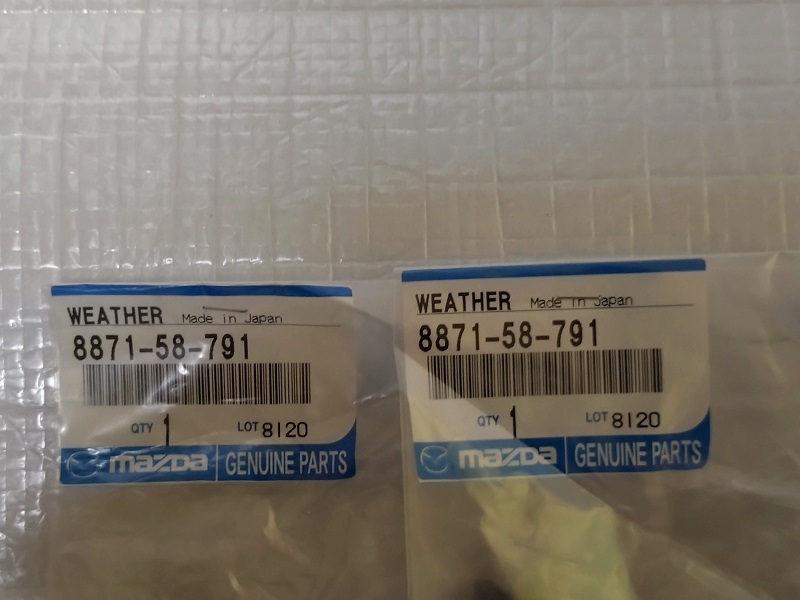 WEATHER Made in Japan
8871-58-791
QTY 1 LOT 8120
mazda GENUINE PARTS
WEATHER Made in Japan
8871-58-791
QTY 1 LOT 8120
mazda GENUINE PARTS